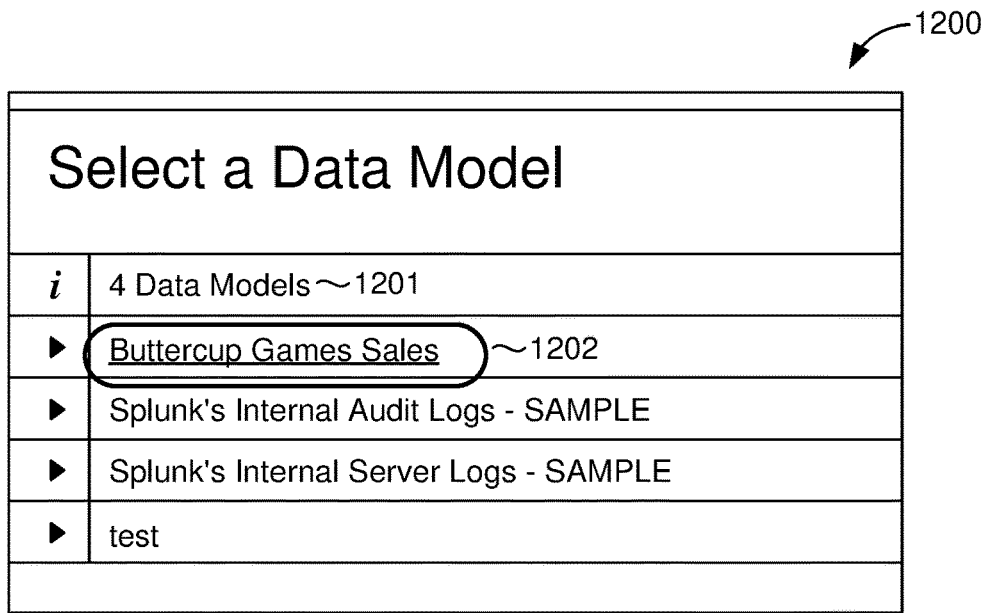 1200
Select a Data Model
i 4 Data Models 1201
Buttercup Games Sales 1202
Splunk's Internal Audit Logs - SAMPLE
Splunk's Internal Server Logs - SAMPLE
test